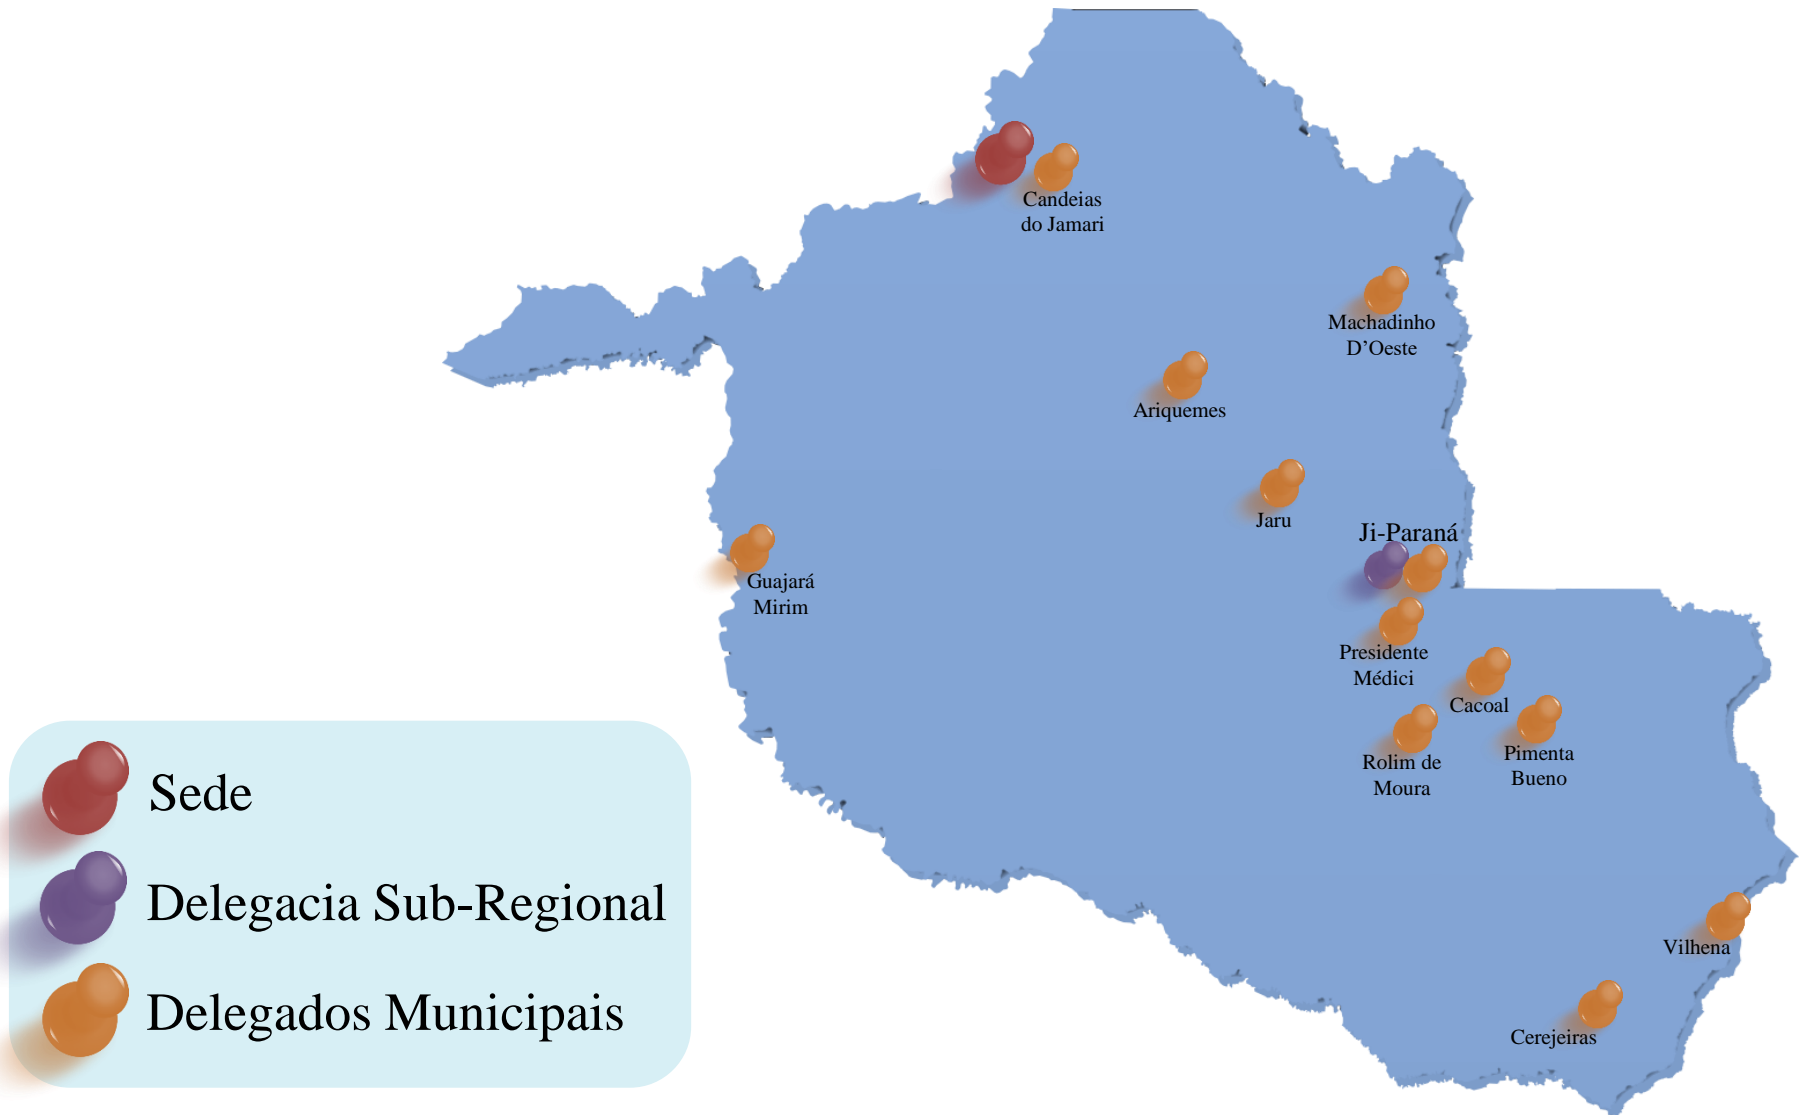 Candeias
do Jamari
Machadinho
D’Oeste
Ariquemes
Jaru
Ji-Paraná
Guajará
Mirim
Presidente
Médici
Cacoal
Rolim de
Moura
Pimenta
Bueno
Vilhena
Cerejeiras
Sede
Delegacia Sub-Regional
Delegados Municipais